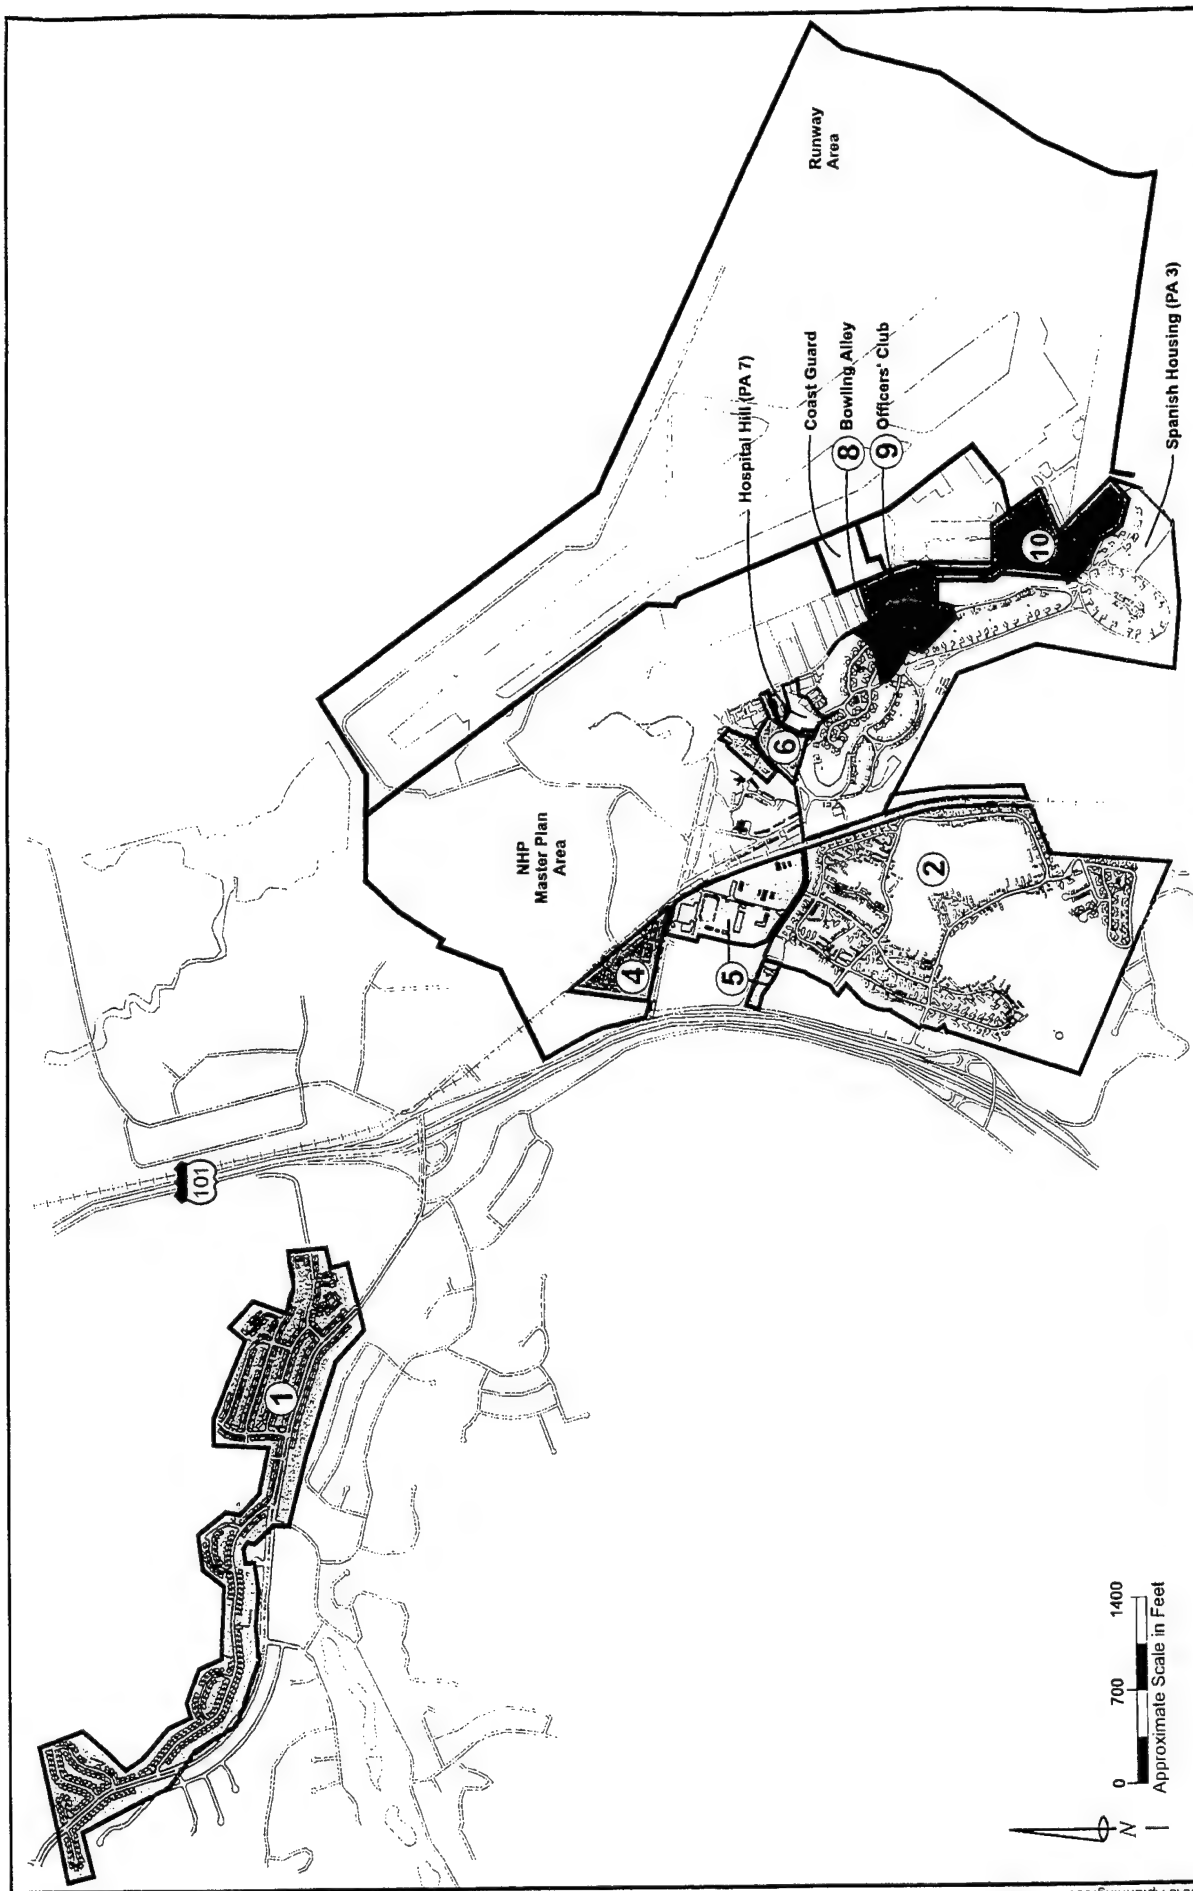 Runway
Area
NHP
Master Plan
Area
Hospital Hill (PA 7)
Coast Guard
8 Bowling Alley
9 Officers' Club
Spanish Housing (PA 3)
10
6
2
4
5
101
1
0 700 1400
Approximate Scale in Feet
N